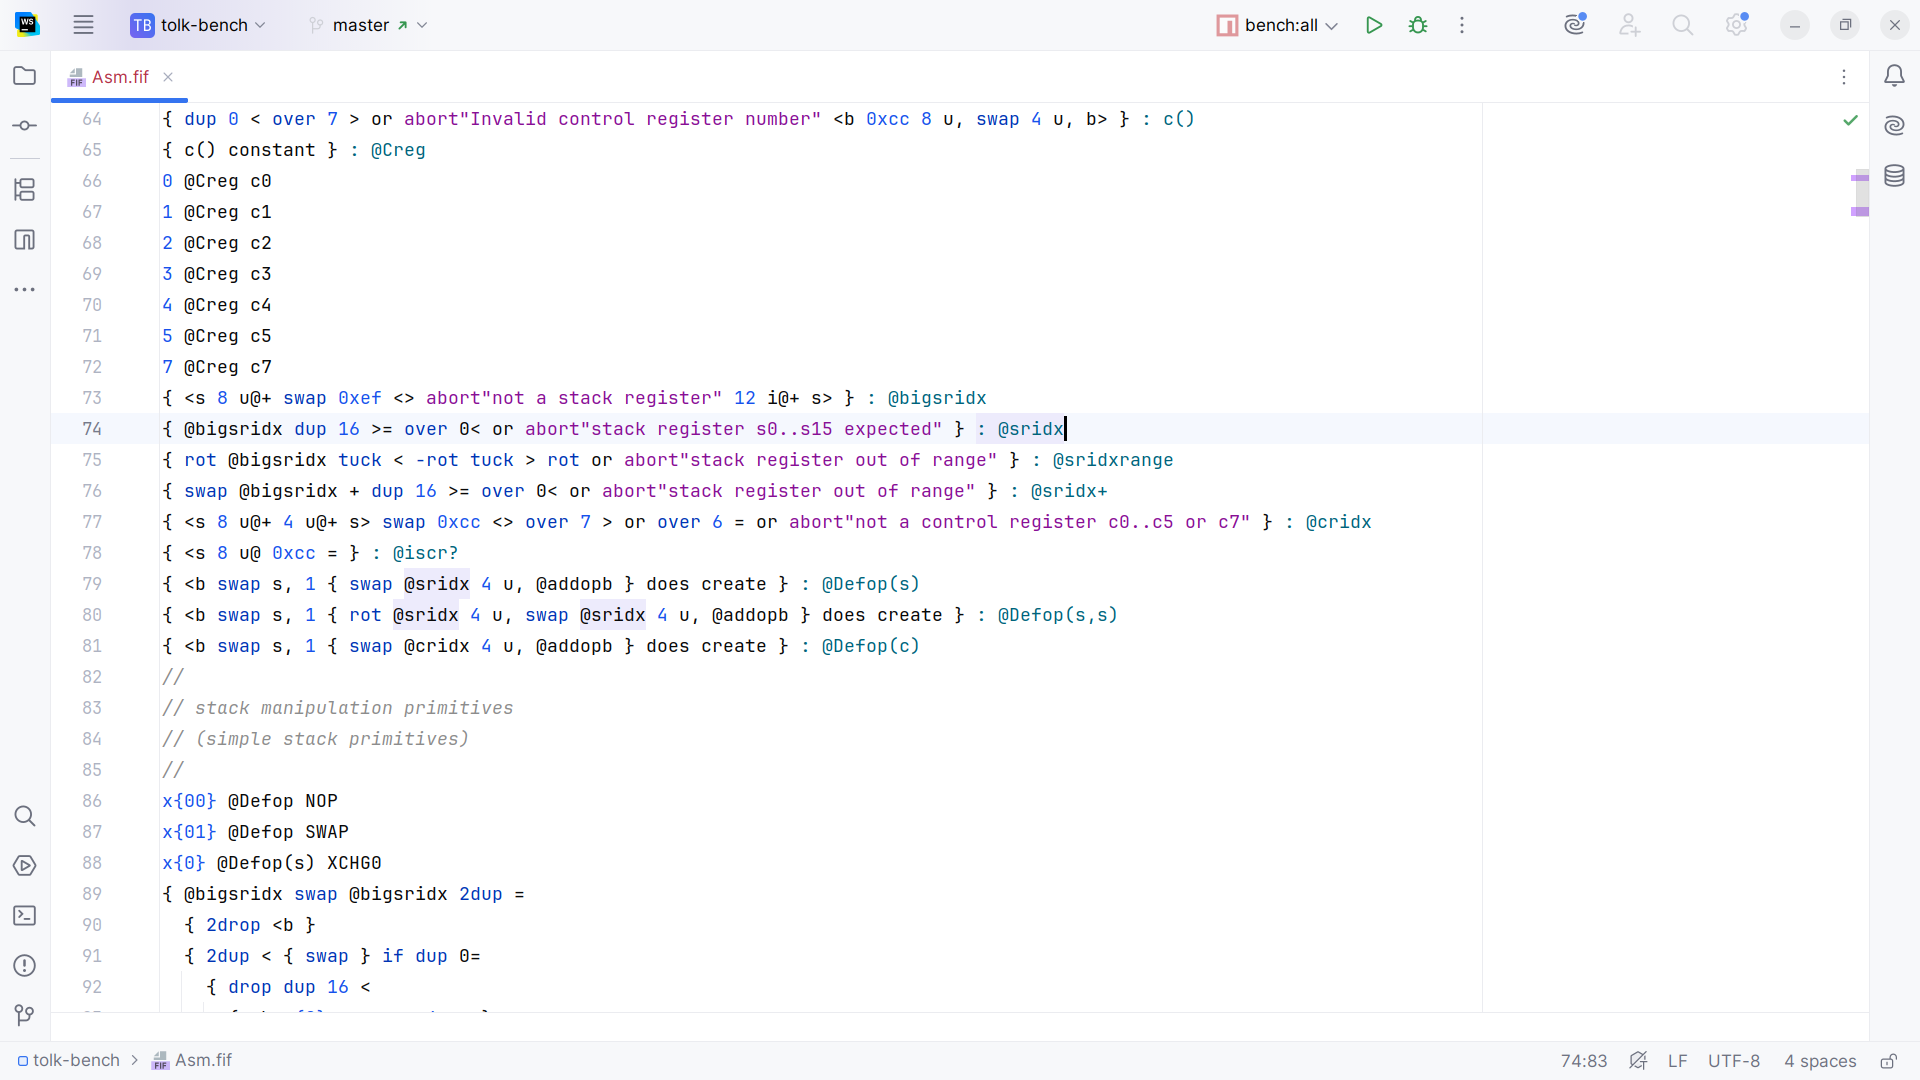 WS TB tolk-bench master bench:all
FIF Asm.fif
64 { dup 0 < over 7 > or abort"Invalid control register number" <b 0xcc 8 u, swap 4 u, b> } : c()
65 { c() constant } : @Creg
66 0 @Creg c0
67 1 @Creg c1
68 2 @Creg c2
69 3 @Creg c3
70 4 @Creg c4
71 5 @Creg c5
72 7 @Creg c7
73 { <s 8 u@+ swap 0xef <> abort"not a stack register" 12 i@+ s> } : @bigsridx
74 { @bigsridx dup 16 >= over 0< or abort"stack register s0..s15 expected" } : @sridx
75 { rot @bigsridx tuck < -rot tuck > rot or abort"stack register out of range" } : @sridxrange
76 { swap @bigsridx + dup 16 >= over 0< or abort"stack register out of range" } : @sridx+
77 { <s 8 u@+ 4 u@+ s> swap 0xcc <> over 7 > or over 6 = or abort"not a control register c0..c5 or c7" } : @cridx
78 { <s 8 u@ 0xcc = } : @iscr?
79 { <b swap s, 1 { swap @sridx 4 u, @addopb } does create } : @Defop(s)
80 { <b swap s, 1 { rot @sridx 4 u, swap @sridx 4 u, @addopb } does create } : @Defop(s,s)
81 { <b swap s, 1 { swap @cridx 4 u, @addopb } does create } : @Defop(c)
82 //
83 // stack manipulation primitives
84 // (simple stack primitives)
85 //
86 x{00} @Defop NOP
87 x{01} @Defop SWAP
88 x{0} @Defop(s) XCHG0
89 { @bigsridx swap @bigsridx 2dup =
90 { 2drop <b }
91 { 2dup < { swap } if dup 0=
92 { drop dup 16 <
tolk-bench FIF Asm.fif 74:83 LF UTF-8 4 spaces